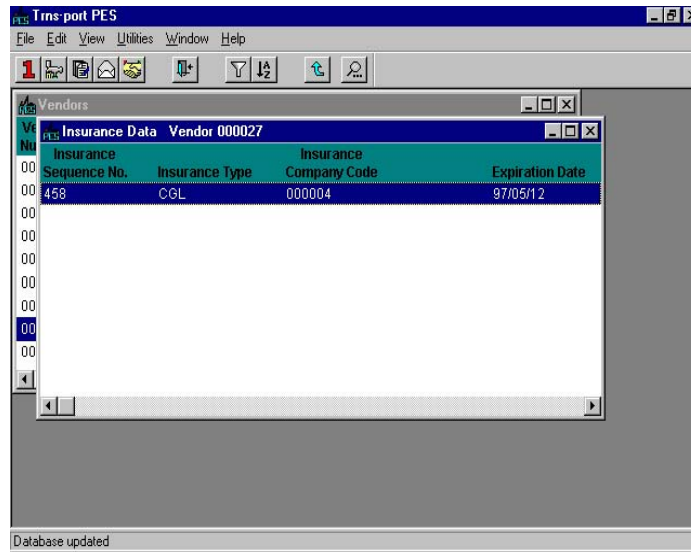 Trns·port PES
File Edit View Utilities Window Help
Vendors
Insurance Data Vendor 000027
Insurance Sequence No. Insurance Type Insurance Company Code Expiration Date
458 CGL 000004 97/05/12
Database updated